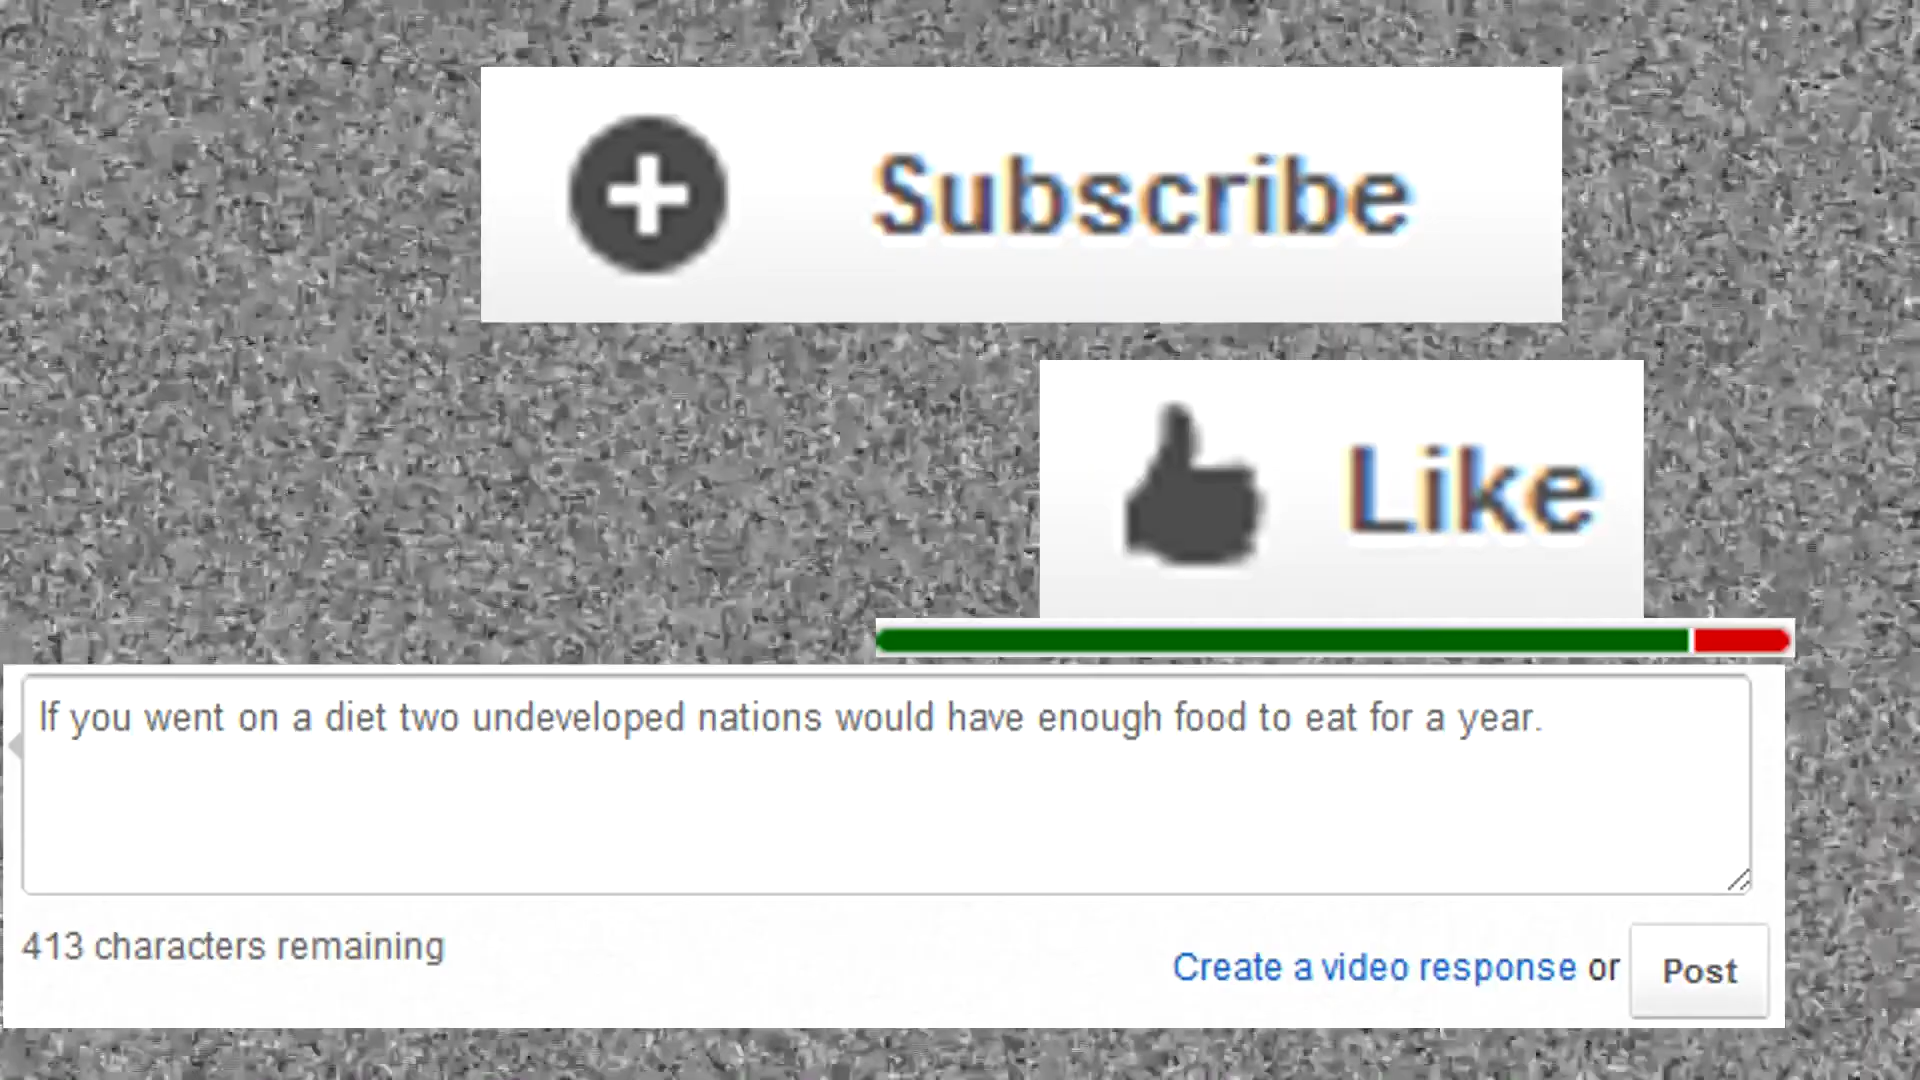 Subscribe
Like
If you went on a diet two undeveloped nations would have enough food to eat for a year.
413 characters remaining
Create a video response or Post